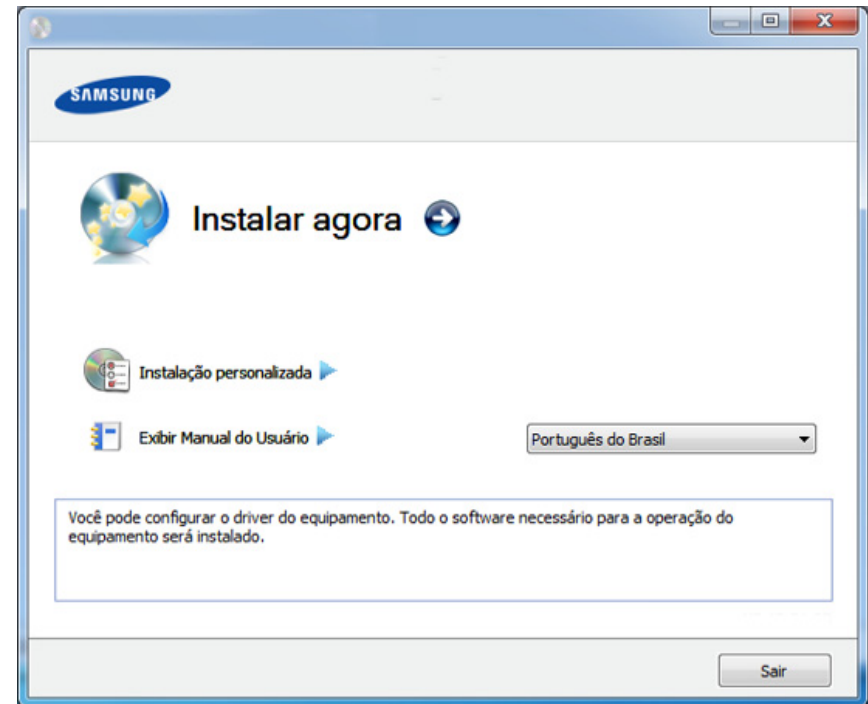 SAMSUNG
Instalar agora
Instalação personalizada
Exibir Manual do Usuário
Português do Brasil
Você pode configurar o driver do equipamento. Todo o software necessário para a operação do
equipamento será instalado.
Sair